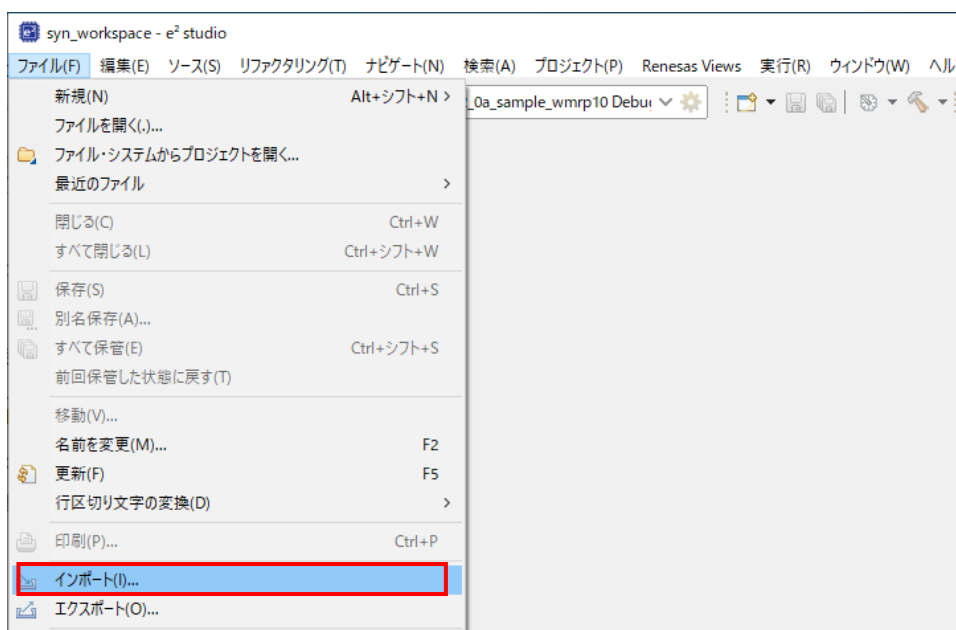 syn_workspace - e² studio
ファイル(F) 編集(E) ソース(S) リファクタリング(T) ナビゲート(N) 検索(A) プロジェクト(P) Renesas Views 実行(R) ウィンドウ(W) ヘル
新規(N) Alt+シフト+N >
_0a_sample_wmrp10 Debu
ファイルを開く(.)...
ファイル・システムからプロジェクトを開く...
最近のファイル >
閉じる(C) Ctrl+W
すべて閉じる(L) Ctrl+シフト+W
保存(S) Ctrl+S
別名保存(A)...
すべて保管(E) Ctrl+シフト+S
前回保管した状態に戻す(T)
移動(V)...
名前を変更(M)... F2
更新(F) F5
行区切り文字の変換(D) >
印刷(P)... Ctrl+P
インポート(I)...
エクスポート(O)...